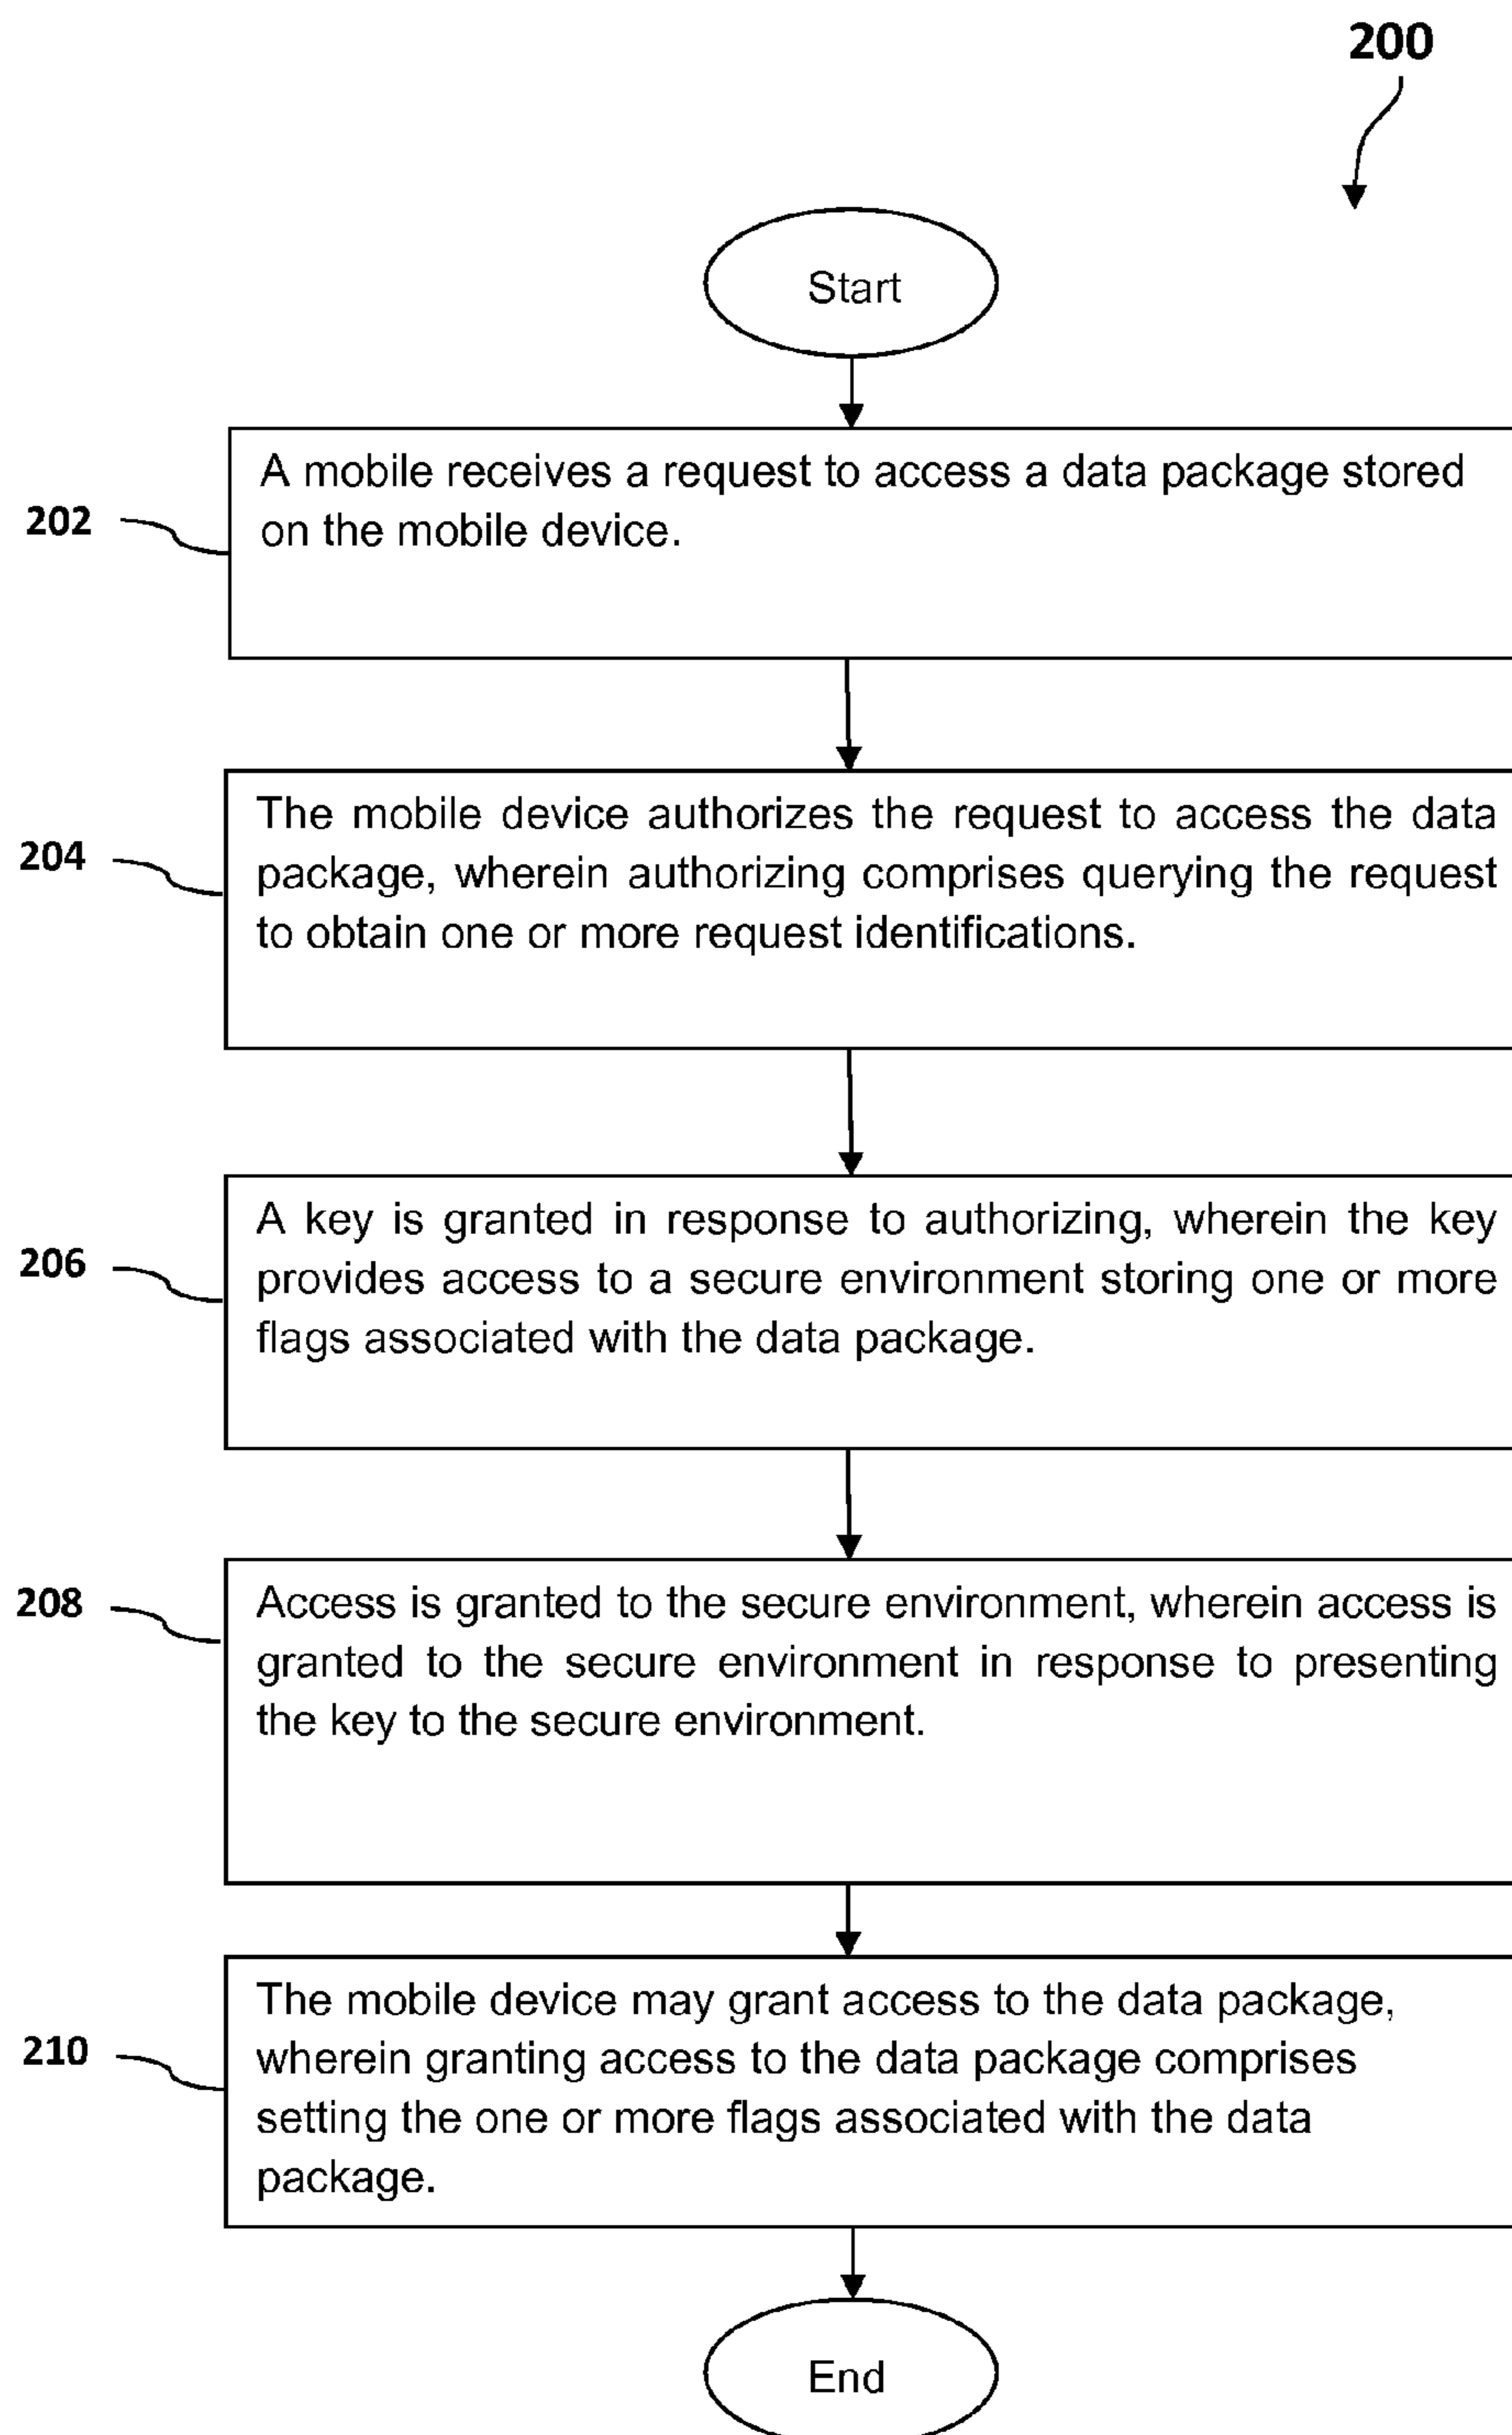 200
Start
202
A mobile receives a request to access a data package stored
on the mobile device.
204
The mobile device authorizes the request to access the data
package, wherein authorizing comprises querying the request
to obtain one or more request identifications.
206
A key is granted in response to authorizing, wherein the key
provides access to a secure environment storing one or more
flags associated with the data package.
208
Access is granted to the secure environment, wherein access is
granted to the secure environment in response to presenting
the key to the secure environment.
210
The mobile device may grant access to the data package,
wherein granting access to the data package comprises
setting the one or more flags associated with the data
package.
End